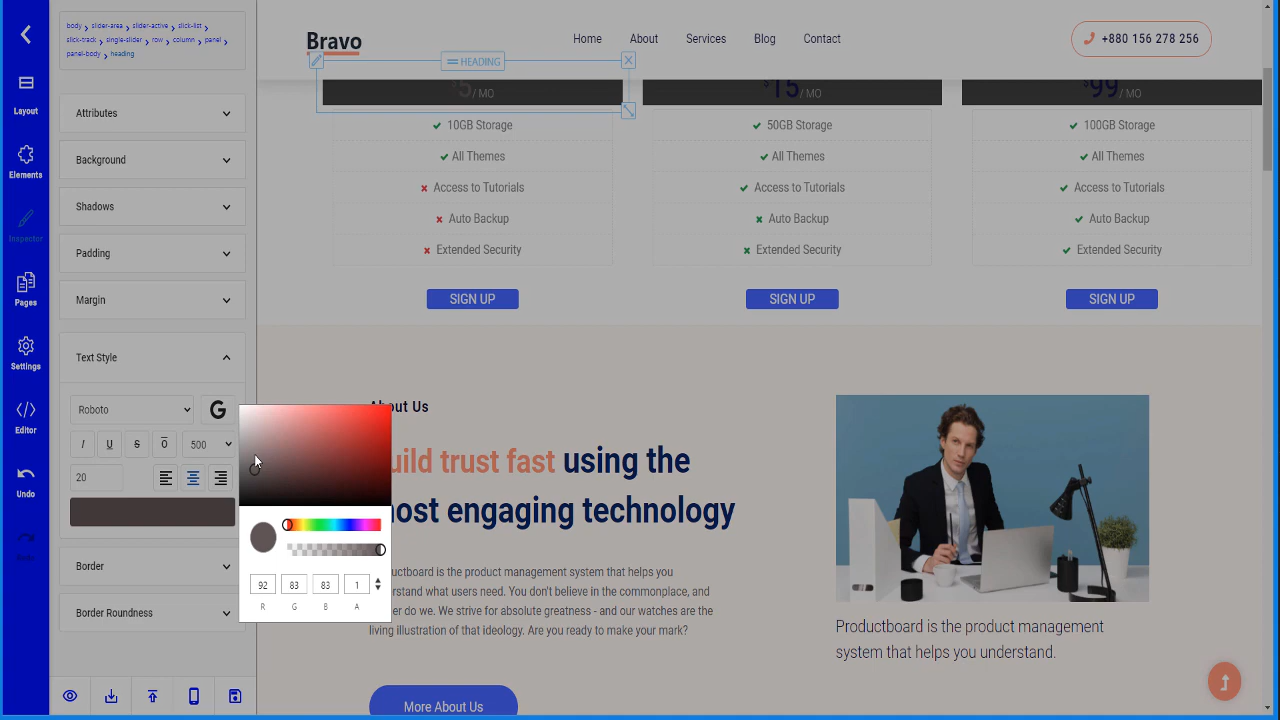 body slider-area slider-active slick-list
slick-track single-slider row column panel
panel-body heading
Layout
Elements
Inspector
Pages
Settings
Editor
Undo
Attributes
Background
Shadows
Padding
Margin
Text Style
Roboto
G
I U S O 500
20
Border
Border Roundness
92 83 83 1
R G B A
Bravo
Home About Services Blog Contact
+880 156 278 256
HEADING
$5/ MO
10GB Storage
All Themes
Access to Tutorials
Auto Backup
Extended Security
SIGN UP
$15/ MO
50GB Storage
All Themes
Access to Tutorials
Auto Backup
Extended Security
SIGN UP
$99/ MO
100GB Storage
All Themes
Access to Tutorials
Auto Backup
Extended Security
SIGN UP
out Us
uild trust fast using the
ost engaging technology
ductboard is the product management system that helps you
erstand what users need. You don't believe in the commonplace, and
er do we. We strive for absolute greatness - and our watches are the
living illustration of that ideology. Are you ready to make your mark?
More About Us
Productboard is the product management
system that helps you understand.